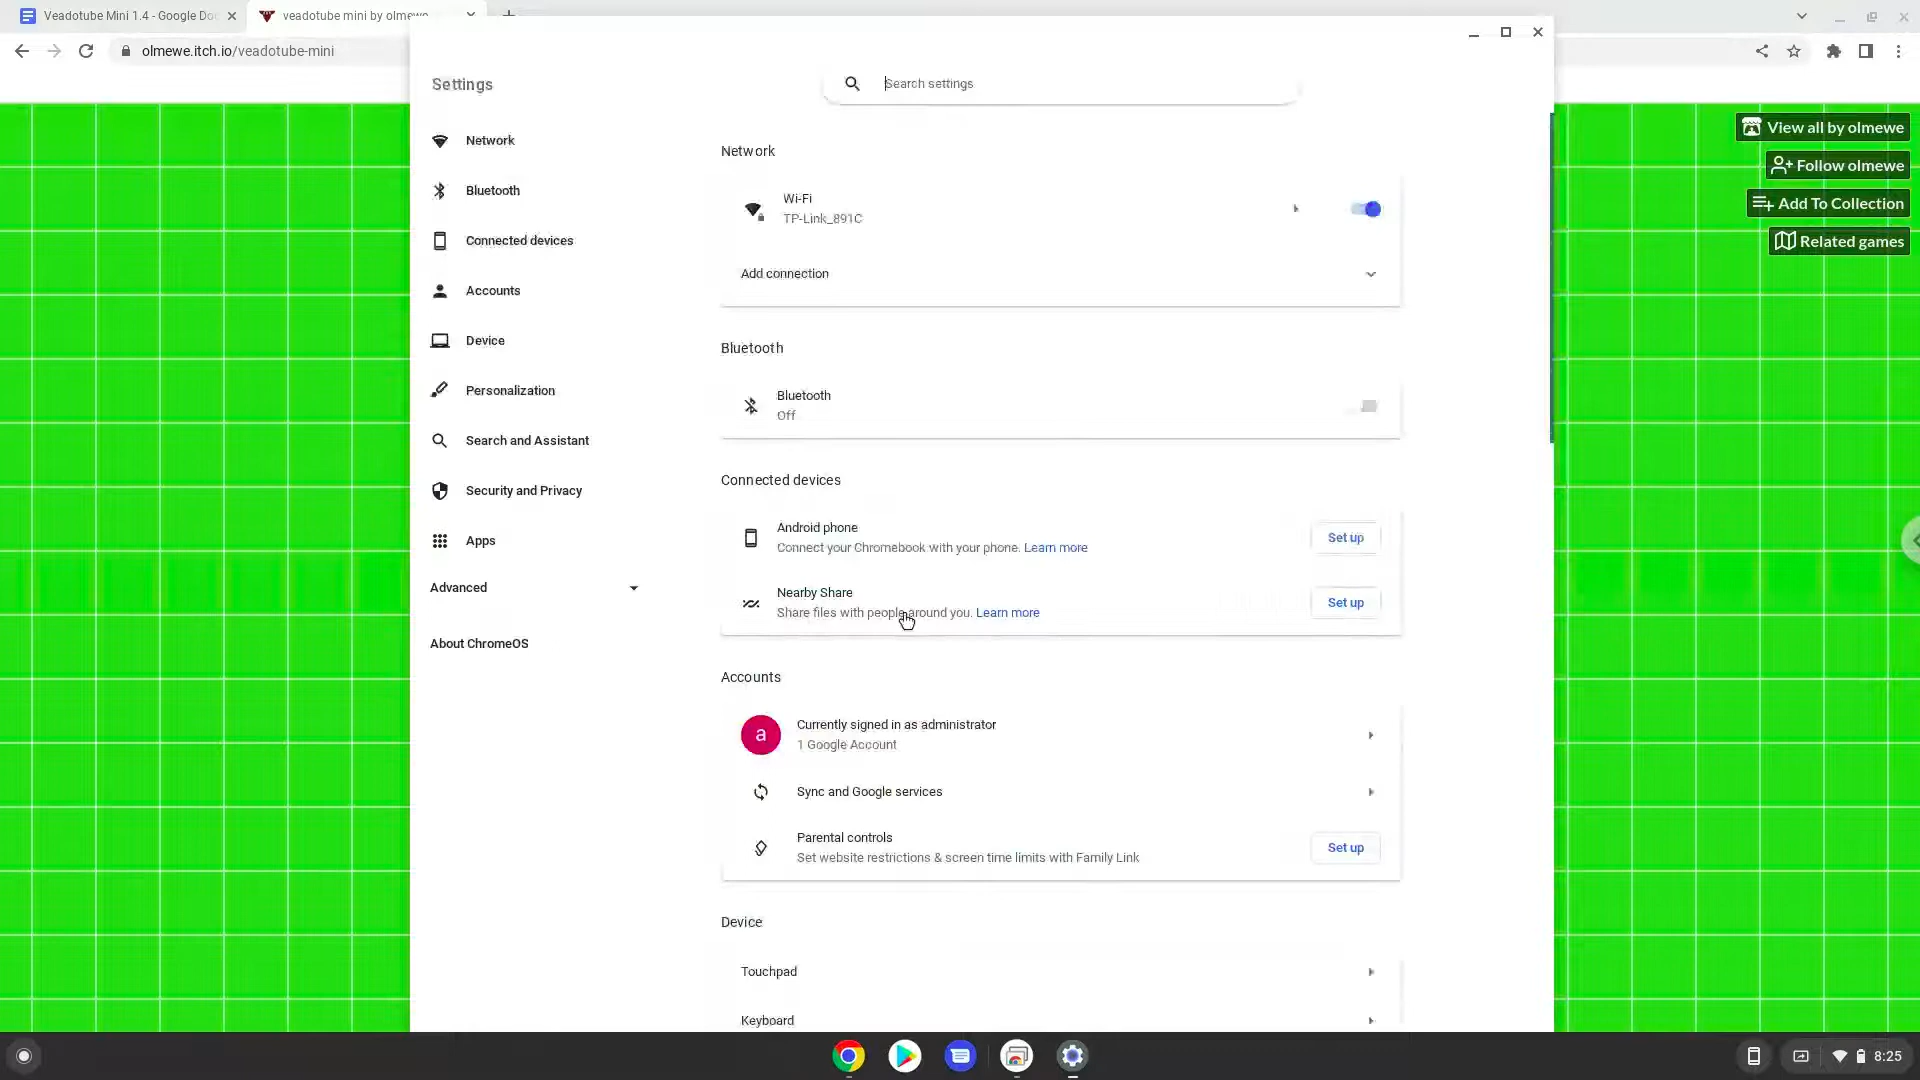 Veadotube Mini 1.4 - Google Do
veadotube mini by olmewe
olmewe.itch.io/veadotube-mini
Settings
Search settings
Network
Bluetooth
Connected devices
Accounts
Device
Personalization
Search and Assistant
Security and Privacy
Apps
Advanced
About ChromeOS
Network
Wi-Fi
TP-Link_891C
Add connection
Bluetooth
Bluetooth
Off
Connected devices
Android phone
Connect your Chromebook with your phone. Learn more
Set up
Nearby Share
Share files with people around you. Learn more
Set up
Accounts
a
Currently signed in as administrator
1 Google Account
Sync and Google services
Parental controls
Set website restrictions & screen time limits with Family Link
Set up
Device
Touchpad
Keyboard
View all by olmewe
Follow olmewe
Add To Collection
Related games
8:25